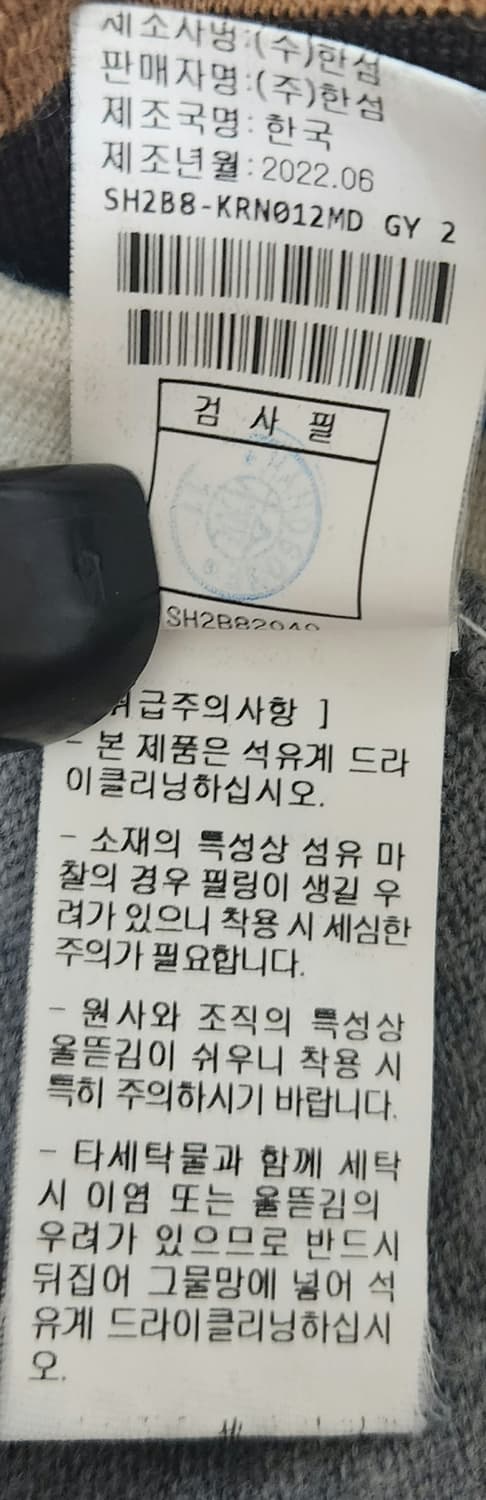 제조사명:(주)한섬
판매자명:(주)한섬
제조국명: 한국
제조년월:2022.06
SH2B8-KRN012MD GY 2
검 사 필
HANDSOME
SH2B82040
급주의사항 ]
- 본 제품은 석유계 드라
이클리닝하십시오.
- 소재의 특성상 섬유 마
찰의 경우 필링이 생길 우
려가 있으니 착용 시 세심한
주의가 필요합니다.
- 원사와 조직의 특성상
올뜯김이 쉬우니 착용 시
특히 주의하시기 바랍니다.
- 타세탁물과 함께 세탁
시 이염 또는 올뜯김의
우려가 있으므로 반드시
뒤집어 그물망에 넣어 석
유계 드라이클리닝하십시
오.